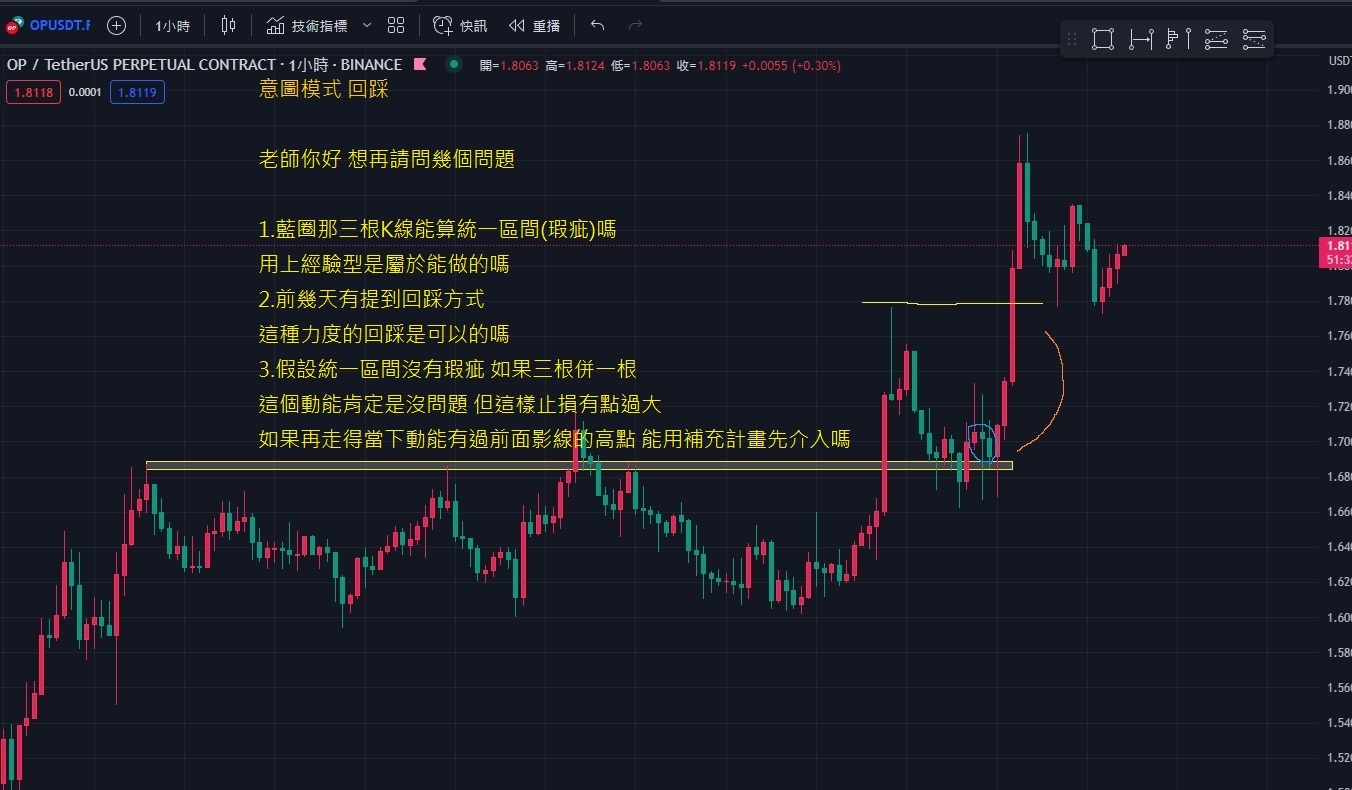 OPUSDT.F
1小時
技術指標
快訊
重播
OP / TetherUS PERPETUAL CONTRACT · 1小時 · BINANCE
開=1.8063 高=1.8124 低=1.8063 收=1.8119 +0.0055 (+0.30%)
USDT
1.8118 0.0001 1.8119
意圖模式 回踩
老師你好 想再請問幾個問題
1.藍圈那三根K線能算統一區間(瑕疵)嗎
用上經驗型是屬於能做的嗎
2.前幾天有提到回踩方式
這種力度的回踩是可以的嗎
3.假設統一區間沒有瑕疵 如果三根併一根
這個動能肯定是沒問題 但這樣止損有點過大
如果再走得當下動能有過前面影線的高點 能用補充計畫先介入嗎
1.900
1.880
1.860
1.840
1.820
1.811
51:3
1.780
1.760
1.740
1.720
1.700
1.680
1.660
1.640
1.620
1.600
1.580
1.560
1.540
1.520